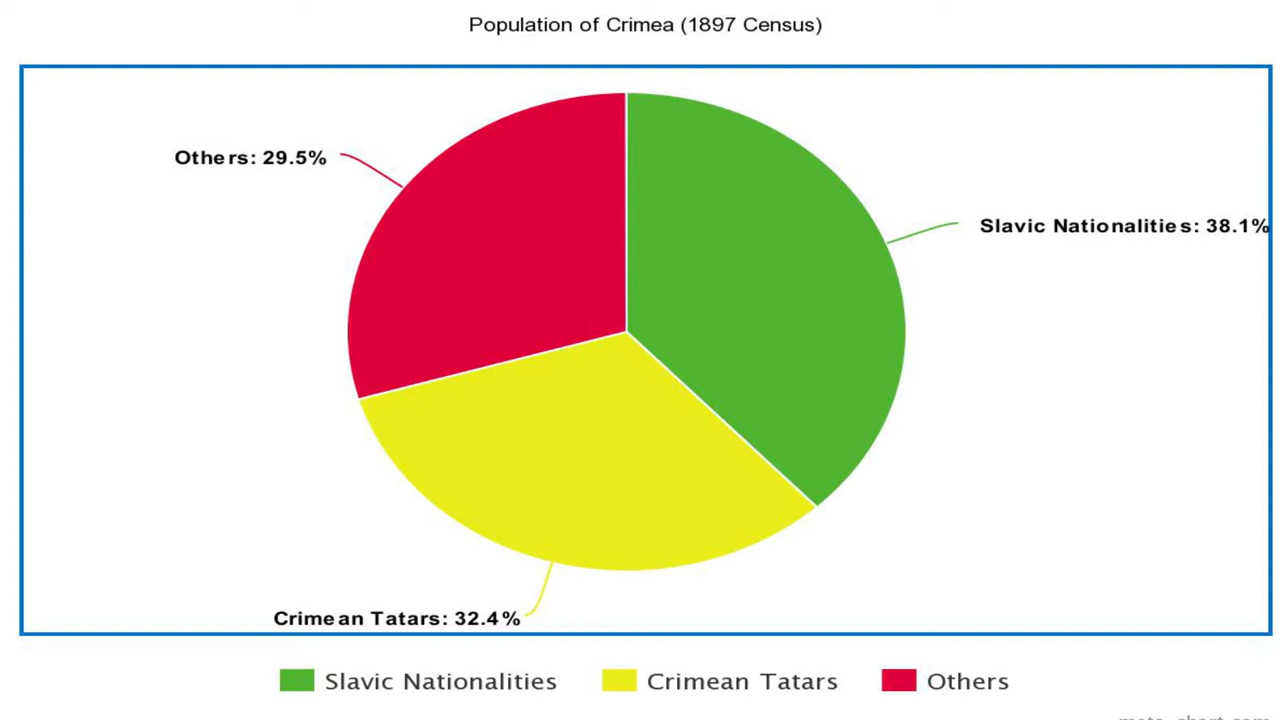 Population of Crimea (1897 Census)
Others: 29.5%
Slavic Nationalities: 38.1%
Crimean Tatars: 32.4%
Slavic Nationalities
Crimean Tatars
Others